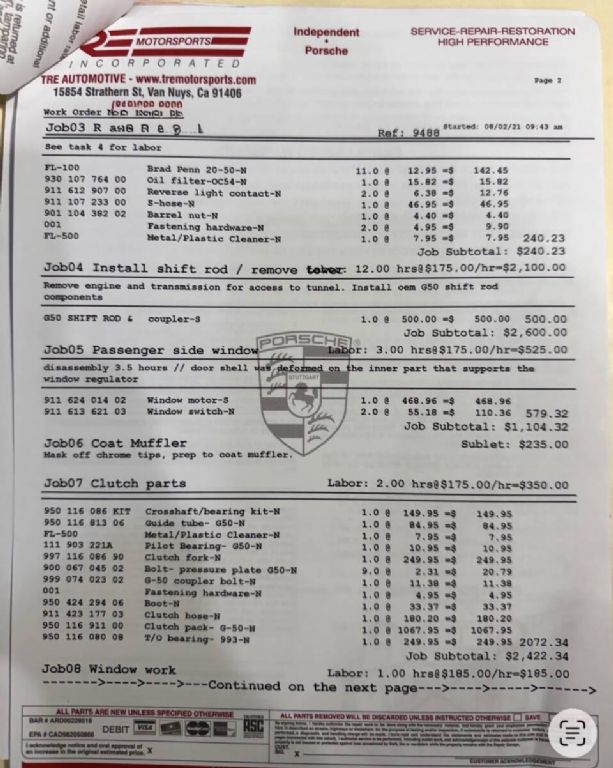 MOTORSPORTS
INCORPORATED
Independent
+
Porsche
SERVICE-REPAIR-RESTORATION
HIGH PERFORMANCE
TRE AUTOMOTIVE - www.tremotorsports.com
15854 Strathern St, Van Nuys, Ca 91406
Page 2
Work Order
Job03 R
Ref: 9488
Started: 08/02/21 09:43 am
See task 4 for labor
FL-100 Brad Penn 20-50-N 11.0 @ 12.95 =$ 142.45
930 107 764 00 Oil filter-OC54-N 1.0 @ 15.82 =$ 15.82
911 612 907 00 Reverse light contact-N 2.0 @ 6.38 =$ 12.76
911 107 233 00 S-hose-N 1.0 @ 46.95 =$ 46.95
901 104 382 02 Barrel nut-N 1.0 @ 4.40 =$ 4.40
001 Fastening hardware-N 2.0 @ 4.95 =$ 9.90
FL-500 Metal/Plastic Cleaner-N 1.0 @ 7.95 =$ 7.95 240.23
Job Subtotal: $240.23
Job04 Install shift rod / remove 12.00 hrs@$175.00/hr=$2,100.00
Remove engine and transmission for access to tunnel. Install oem G50 shift rod
components
G50 SHIFT ROD & coupler-S 1.0 @ 500.00 =$ 500.00 500.00
Job Subtotal: $2,600.00
PORSCHE
STUTTGART
Job05 Passenger side window Labor: 3.00 hrs@$175.00/hr=$525.00
disassembly 3.5 hours // door shell was deformed on the inner part that supports the
window regulator
911 624 014 02 Window motor-S 1.0 @ 468.96 =$ 468.96
911 613 621 03 Window switch-N 2.0 @ 55.18 =$ 110.36 579.32
Job Subtotal: $1,104.32
Job06 Coat Muffler Sublet: $235.00
Mask off chrome tips, prep to coat muffler.
Job07 Clutch parts Labor: 2.00 hrs@$175.00/hr=$350.00
950 116 086 KIT Crosshaft/bearing kit-N 1.0 @ 149.95 =$ 149.95
950 116 813 06 Guide tube- G50-N 1.0 @ 84.95 =$ 84.95
FL-500 Metal/Plastic Cleaner-N 1.0 @ 7.95 =$ 7.95
111 903 221A Pilot Bearing- G50-N 1.0 @ 10.95 =$ 10.95
997 116 086 90 Clutch fork-N 1.0 @ 249.95 =$ 249.95
900 067 045 02 Bolt- pressure plate G50-N 9.0 @ 2.31 =$ 20.79
999 074 023 02 G-50 coupler bolt-N 1.0 @ 11.38 =$ 11.38
001 Fastening hardware-N 1.0 @ 4.95 =$ 4.95
950 424 294 06 Boot-N 1.0 @ 33.37 =$ 33.37
911 423 177 03 Clutch hose-N 1.0 @ 180.20 =$ 180.20
950 116 911 00 Clutch pack- G-50-N 1.0 @ 1067.95 =$ 1067.95
950 116 080 08 T/O bearing- 993-N 1.0 @ 249.95 =$ 249.95 2072.34
Job Subtotal: $2,422.34
Job08 Window work Labor: 1.00 hrs@$185.00/hr=$185.00
------>---->---->---Continued on the next page--->---->---->------>
ALL PARTS ARE NEW UNLESS SPECIFIED OTHERWISE
DEBIT VISA
ASC
I acknowledge notice and oral approval of
an increase in the original estimated price. X
ALL PARTS REMOVED WILL BE DISCARDED UNLESS INSTRUCTED OTHERWISE SAVE
X
CUSTOMER ACKNOWLEDGEMENT